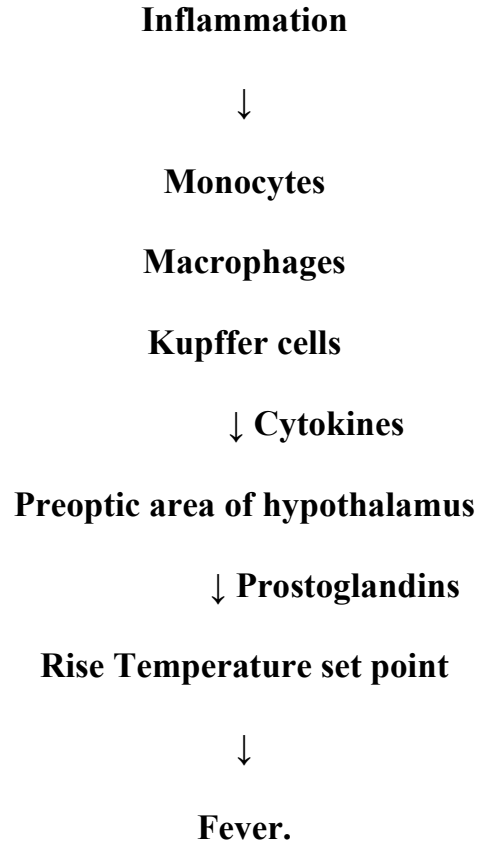 Inflammation
↓
Monocytes
Macrophages
Kupffer cells
↓ Cytokines
Preoptic area of hypothalamus
↓ Prostoglandins
Rise Temperature set point
↓
Fever.